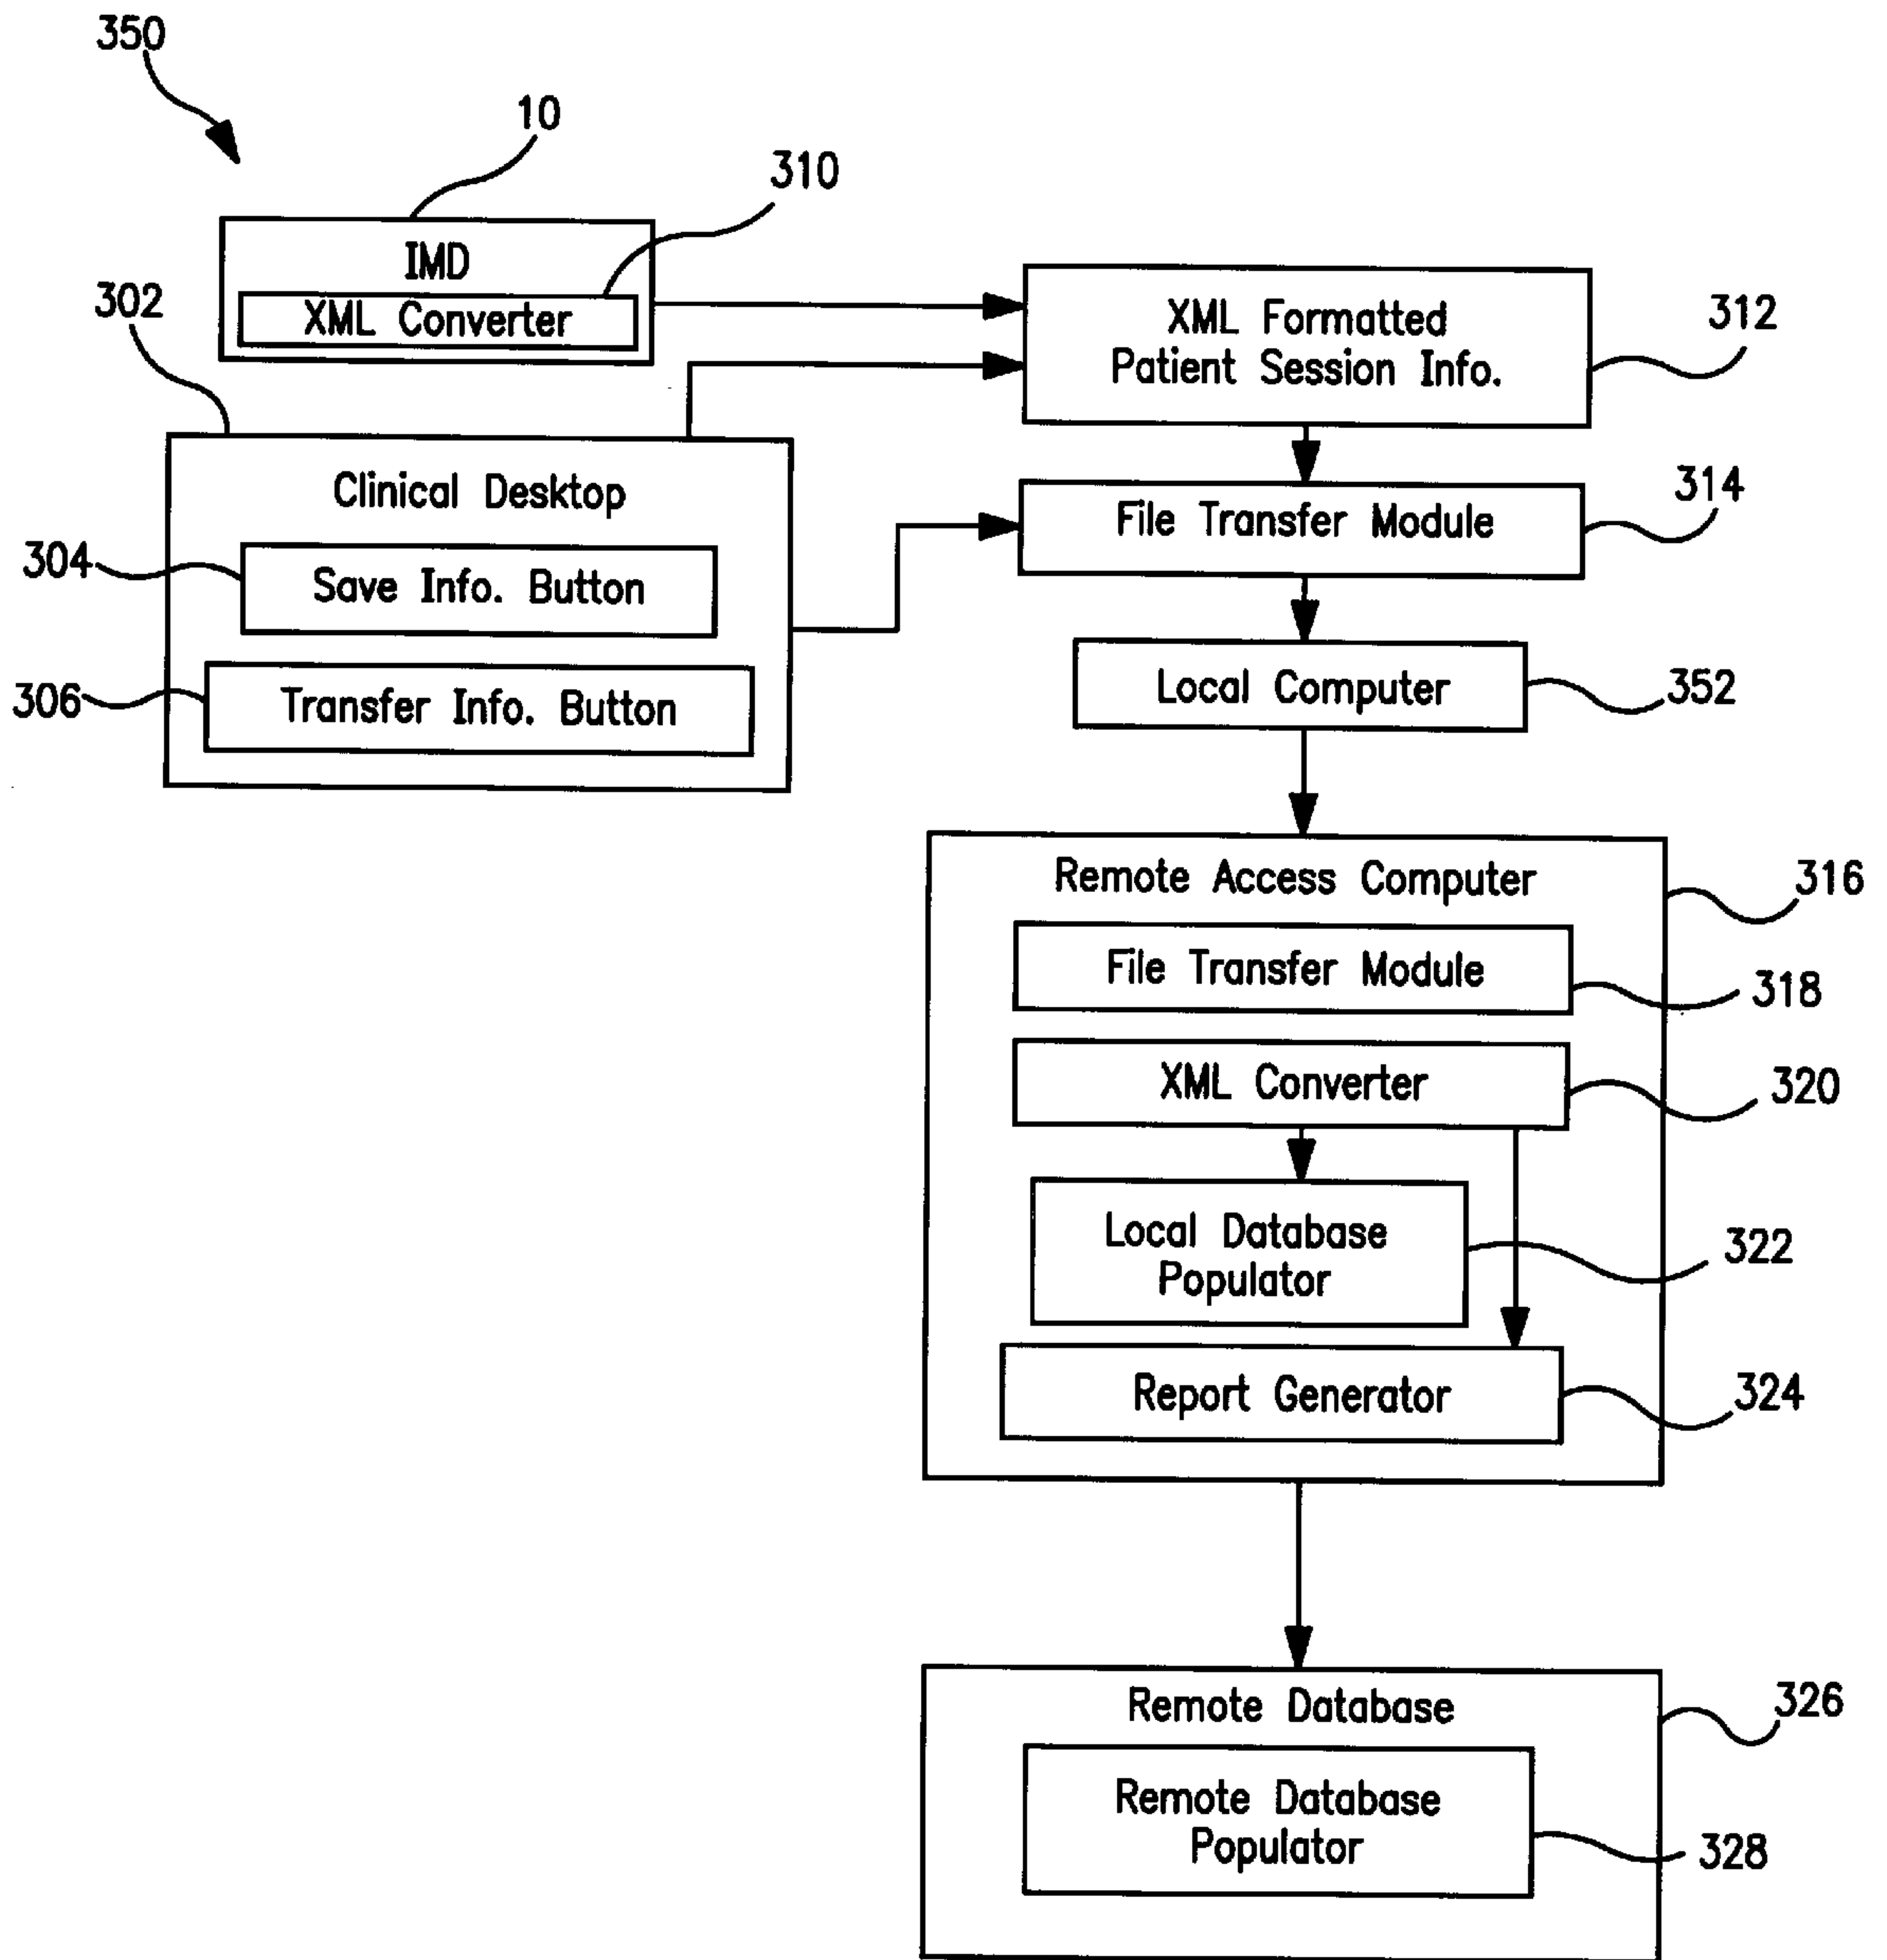 350
10
310
IMD
XML Converter
302
XML Formatted
Patient Session Info.
312
Clinical Desktop
304
Save Info. Button
306
Transfer Info. Button
File Transfer Module
314
Local Computer
352
Remote Access Computer
316
File Transfer Module
318
XML Converter
320
Local Database
Populator
322
Report Generator
324
Remote Database
326
Remote Database
Populator
328